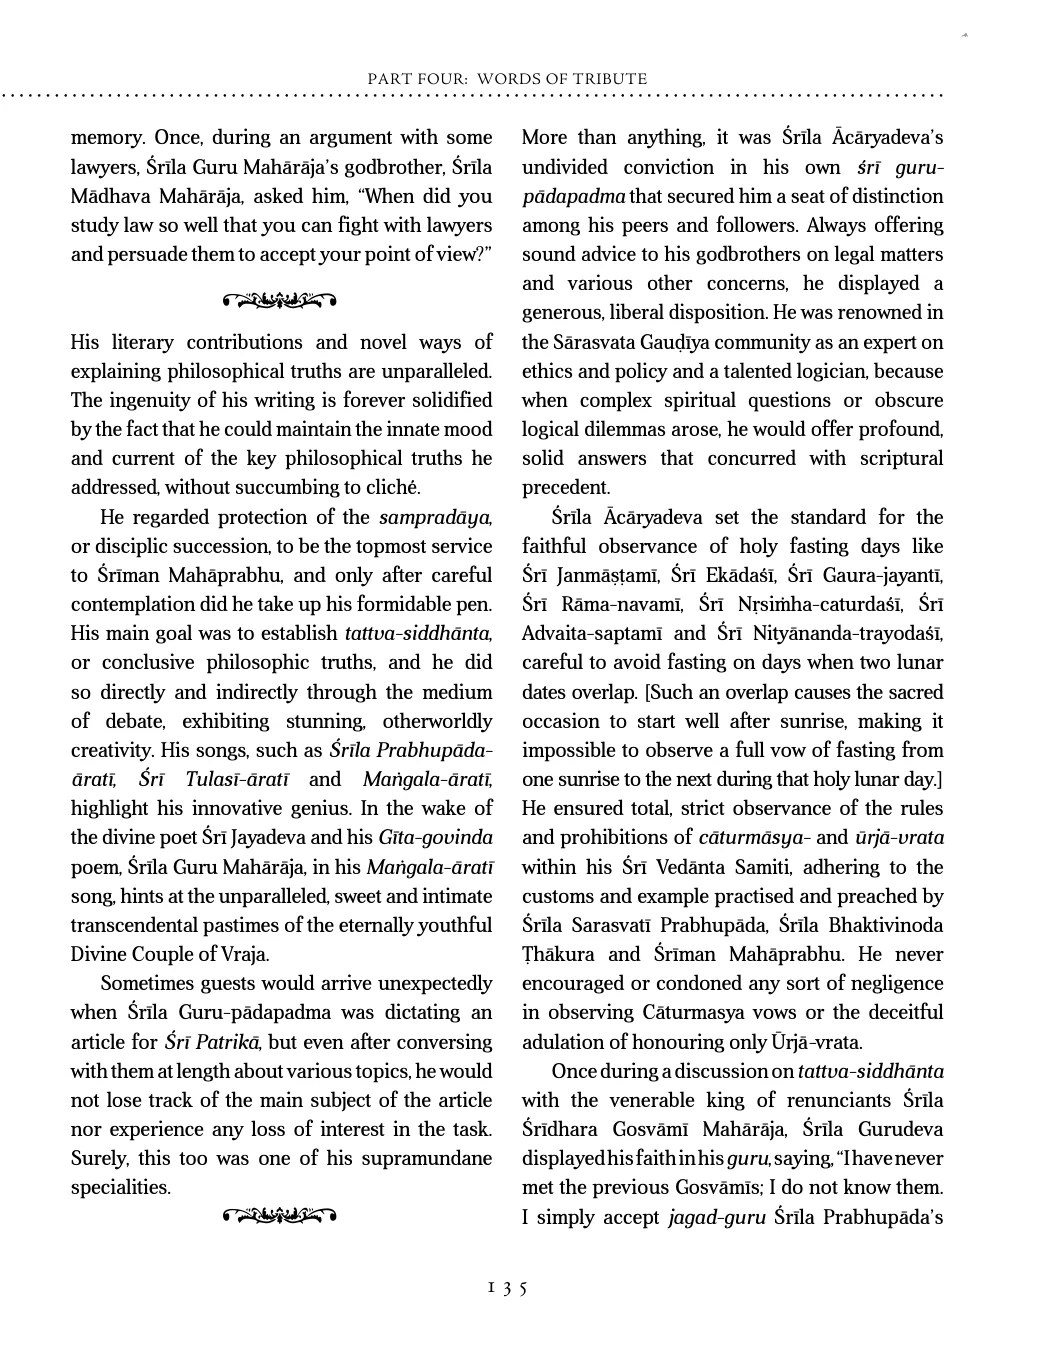 PART FOUR: WORDS OF TRIBUTE
memory. Once, during an argument with some
lawyers, Śrīla Guru Mahārāja’s godbrother, Śrīla
Mādhava Mahārāja, asked him, “When did you
study law so well that you can fight with lawyers
and persuade them to accept your point of view?”
His literary contributions and novel ways of
explaining philosophical truths are unparalleled.
The ingenuity of his writing is forever solidified
by the fact that he could maintain the innate mood
and current of the key philosophical truths he
addressed, without succumbing to cliché.
He regarded protection of the sampradāya,
or disciplic succession, to be the topmost service
to Śrīman Mahāprabhu, and only after careful
contemplation did he take up his formidable pen.
His main goal was to establish tattva-siddhānta,
or conclusive philosophic truths, and he did
so directly and indirectly through the medium
of debate, exhibiting stunning, otherworldly
creativity. His songs, such as Śrīla Prabhupāda-
āratī, Śrī Tulasī-āratī and Maṅgala-āratī,
highlight his innovative genius. In the wake of
the divine poet Śrī Jayadeva and his Gīta-govinda
poem, Śrīla Guru Mahārāja, in his Maṅgala-āratī
song, hints at the unparalleled, sweet and intimate
transcendental pastimes of the eternally youthful
Divine Couple of Vraja.
Sometimes guests would arrive unexpectedly
when Śrīla Guru-pādapadma was dictating an
article for Śrī Patrikā, but even after conversing
with them at length about various topics, he would
not lose track of the main subject of the article
nor experience any loss of interest in the task.
Surely, this too was one of his supramundane
specialities.
More than anything, it was Śrīla Ācāryadeva’s
undivided conviction in his own śrī guru-
pādapadma that secured him a seat of distinction
among his peers and followers. Always offering
sound advice to his godbrothers on legal matters
and various other concerns, he displayed a
generous, liberal disposition. He was renowned in
the Sārasvata Gauḍīya community as an expert on
ethics and policy and a talented logician, because
when complex spiritual questions or obscure
logical dilemmas arose, he would offer profound,
solid answers that concurred with scriptural
precedent.
Śrīla Ācāryadeva set the standard for the
faithful observance of holy fasting days like
Śrī Janmāṣṭamī, Śrī Ekādaśī, Śrī Gaura-jayantī,
Śrī Rāma-navamī, Śrī Nṛsiṁha-caturdaśī, Śrī
Advaita-saptamī and Śrī Nityānanda-trayodaśī,
careful to avoid fasting on days when two lunar
dates overlap. [Such an overlap causes the sacred
occasion to start well after sunrise, making it
impossible to observe a full vow of fasting from
one sunrise to the next during that holy lunar day.]
He ensured total, strict observance of the rules
and prohibitions of cāturmāsya- and ūrjā-vrata
within his Śrī Vedānta Samiti, adhering to the
customs and example practised and preached by
Śrīla Sarasvatī Prabhupāda, Śrīla Bhaktivinoda
Ṭhākura and Śrīman Mahāprabhu. He never
encouraged or condoned any sort of negligence
in observing Cāturmasya vows or the deceitful
adulation of honouring only Ūrjā-vrata.
Once during a discussion on tattva-siddhānta
with the venerable king of renunciants Śrīla
Śrīdhara Gosvāmī Mahārāja, Śrīla Gurudeva
displayed his faith in his guru, saying, “I have never
met the previous Gosvāmīs; I do not know them.
I simply accept jagad-guru Śrīla Prabhupāda’s
135